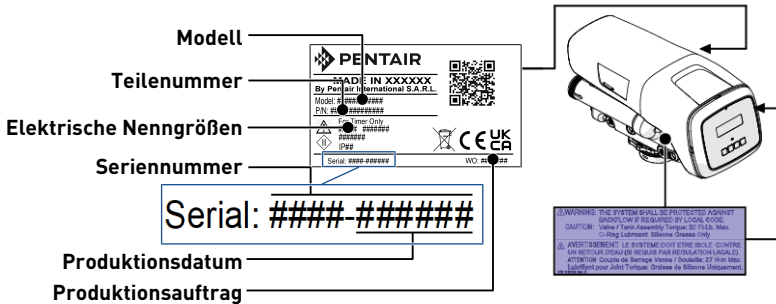 Modell
Teilenummer
Elektrische Nenngrößen
Seriennummer
Produktionsdatum
Produktionsauftrag
PENTAIR
MADE IN XXXXXX
By Pentair International S.A.R.L.
Model:
P/N:
For Timer Only
#######
IP##
Serial: ####-######
WO:
CE UKCA
Serial: ####-######
WARNING: THE SYSTEM SHALL BE PROTECTED AGAINST
BACKFLOW IF REQUIRED BY LOCAL CODE.
CAUTION: Valve / Tank Assembly Torque: 20 Ft-Lb. Max.
O-Ring Lubricant: Silicone Grease Only
AVERTISSEMENT: LE SYSTEME DOIT ETRE ISOLE CONTRE
UN RETOUR D'EAU (SI REQUIS PAR REGULATION LACALE).
ATTENTION: Couple de Serrage Vanne / Bouteille: 27 N-m Max.
Lubrifiant pour Joint Torique: Graisse de Silicone Uniquement.